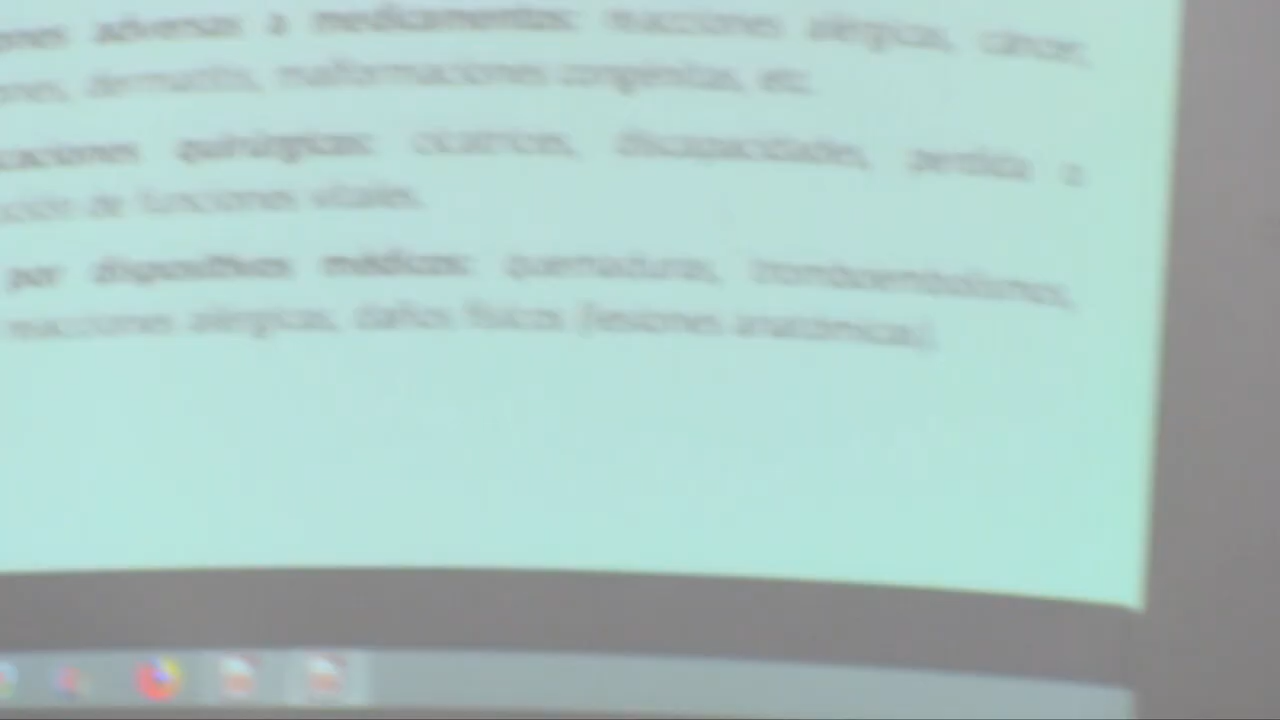 adversas a medicamentos: reacciones alérgicas, cáncer,
dermatitis, malformaciones congénitas, etc.
quirúrgicas: cicatrices, discapacidades, perdida o
de funciones vitales.
por dispositivos médicos: quemaduras, tromboembolismos,
reacciones alérgicas, daños físicos (lesiones anatómicas)